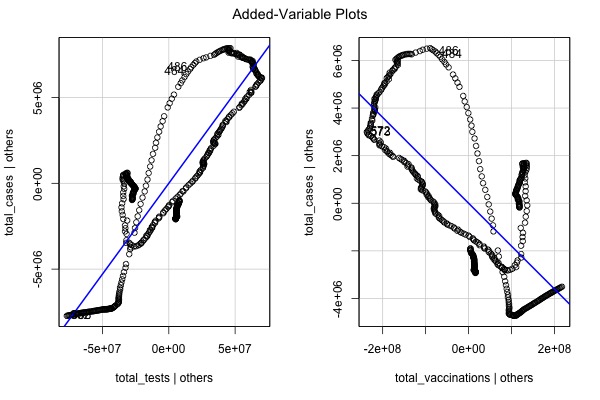 Added-Variable Plots
total_cases | others
5e+06
0e+00
-5e+06
486
484
-5e+07
0e+00
5e+07
total_tests | others
total_cases | others
6e+06
4e+06
2e+06
0e+00
-4e+06
486
484
572
-2e+08
0e+00
2e+08
total_vaccinations | others